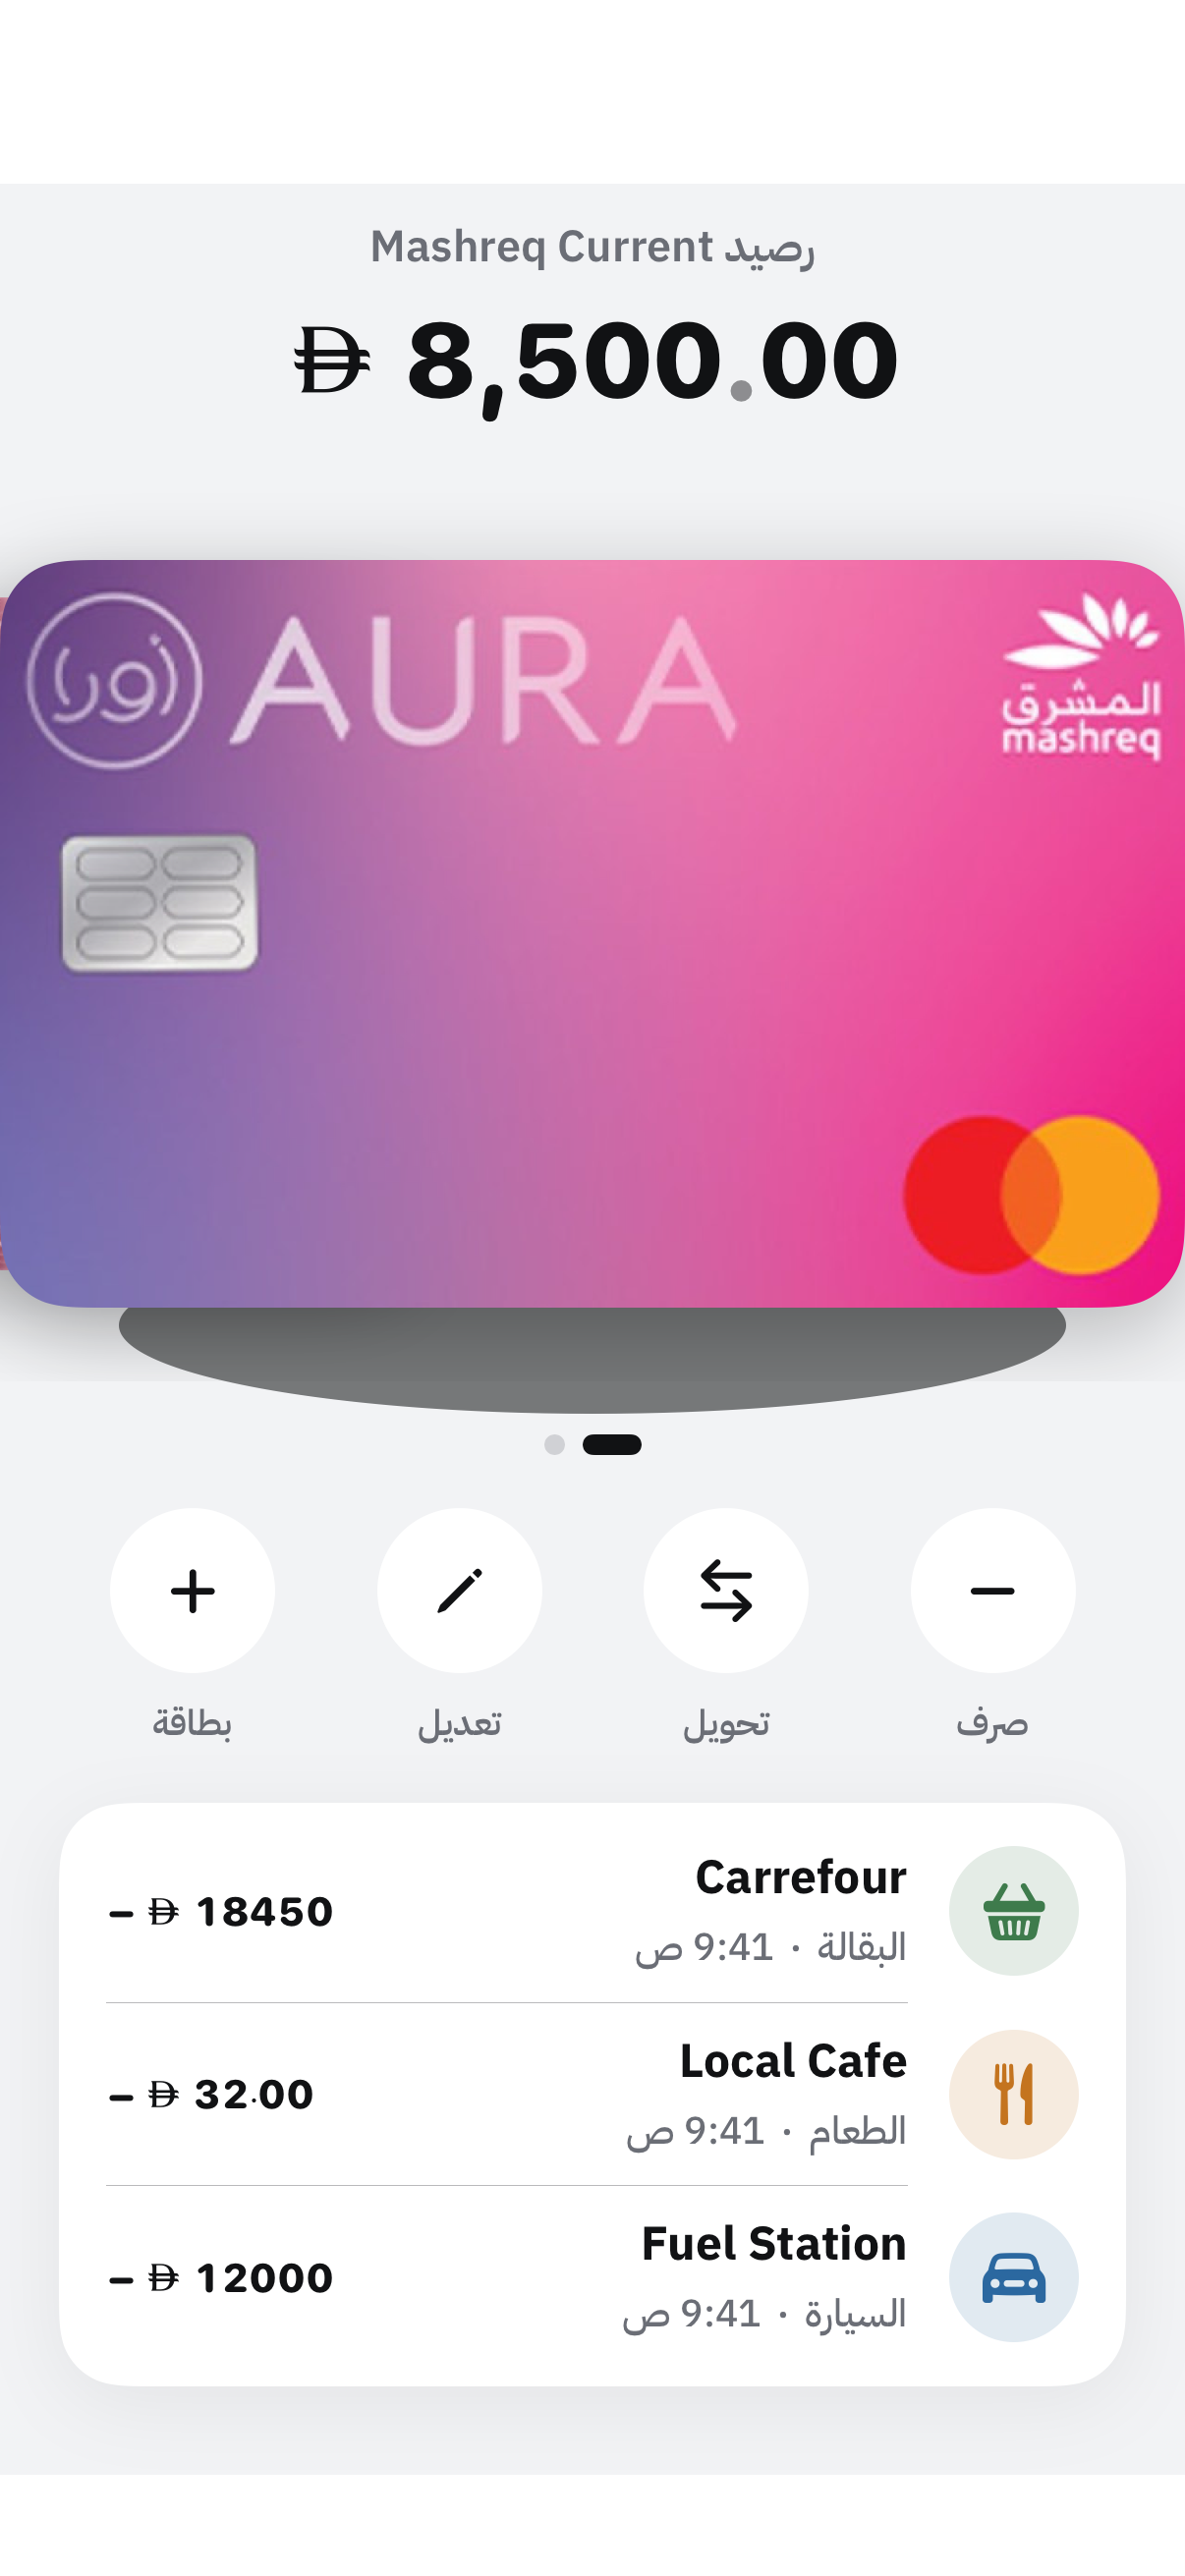 رصيد Mashreq Current
8,500.00
أورا AURA
المشرق
mashreq
صرف
تحويل
تعديل
بطاقة
Carrefour
– 18450
البقالة · 9:41 ص
Local Cafe
– 32.00
الطعام · 9:41 ص
Fuel Station
– 12000
السيارة · 9:41 ص